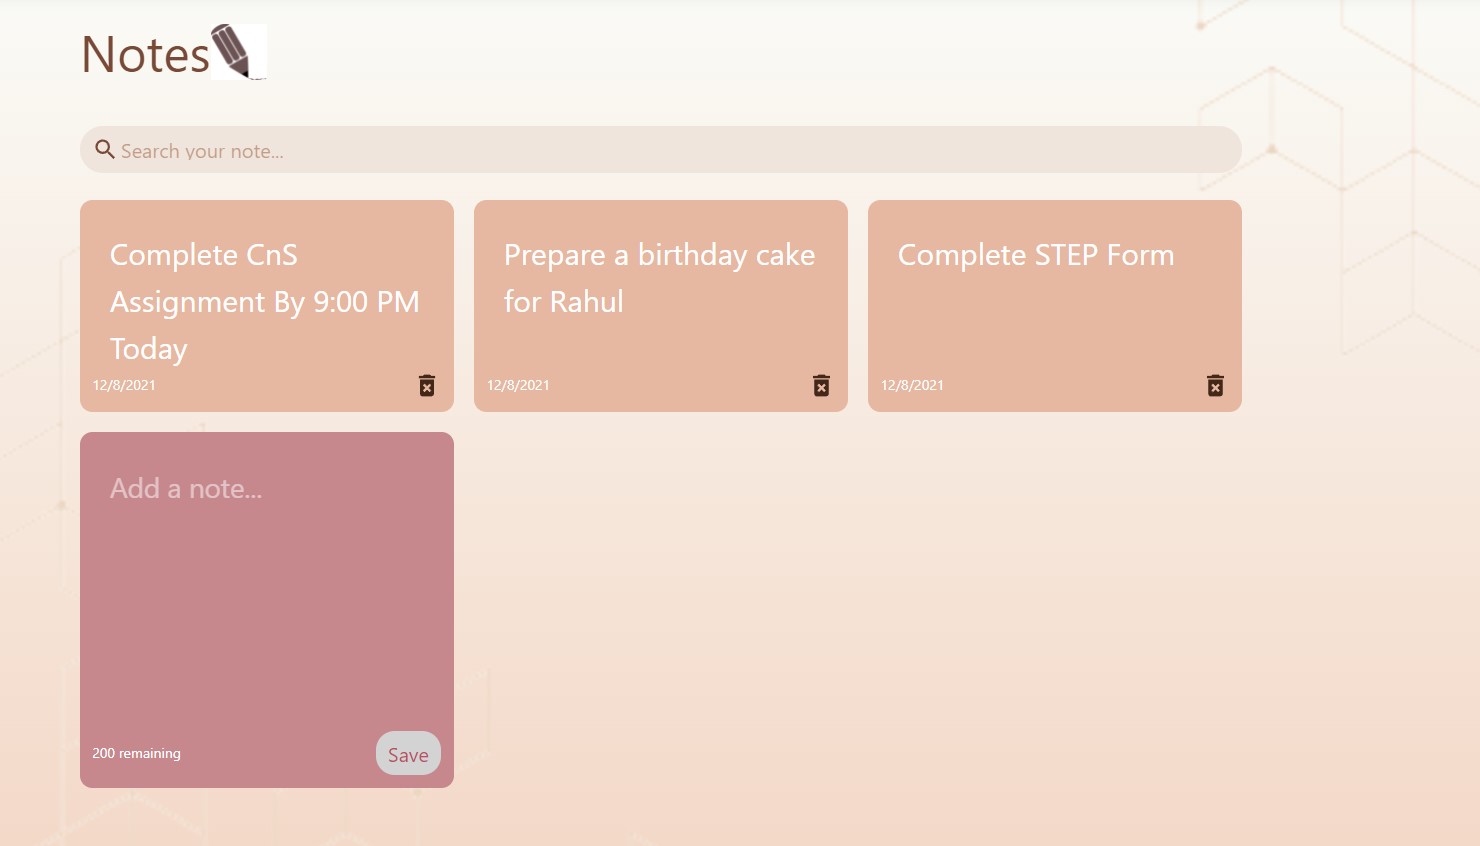 Notes
Search your note...
Complete CnS
Assignment By 9:00 PM
Today
12/8/2021
Prepare a birthday cake
for Rahul
12/8/2021
Complete STEP Form
12/8/2021
Add a note...
200 remaining
Save